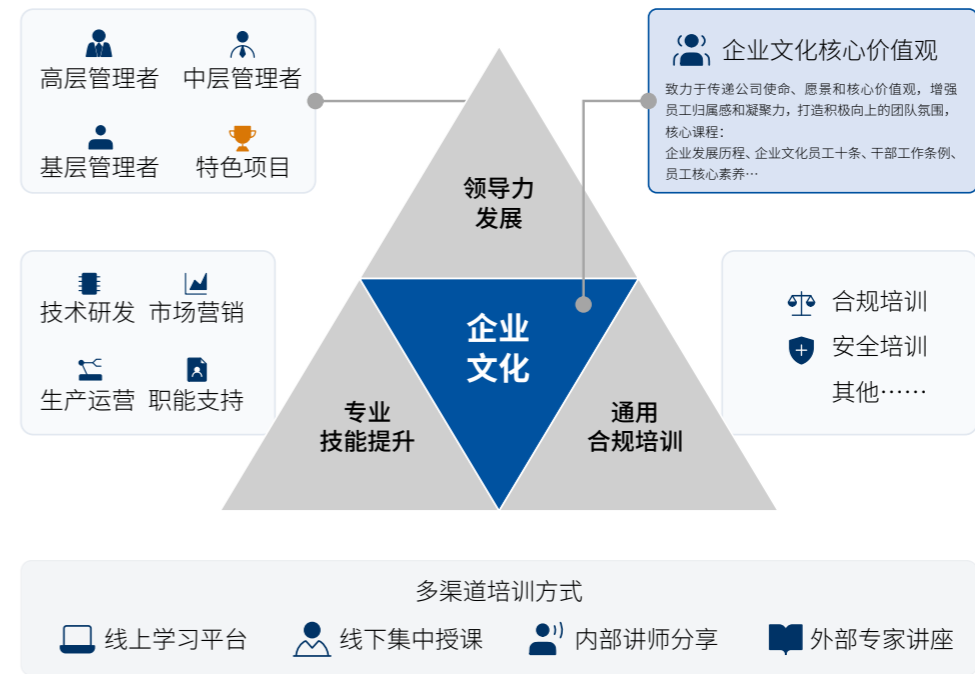 高层管理者
中层管理者
基层管理者
特色项目
企业文化核心价值观
致力于传递公司使命、愿景和核心价值观，增强
员工归属感和凝聚力，打造积极向上的团队氛围，
核心课程：
企业发展历程、企业文化员工十条、干部工作条例、
员工核心素养…
领导力
发展
技术研发
市场营销
生产运营
职能支持
企业
文化
专业
技能提升
通用
合规培训
合规培训
安全培训
其他……
多渠道培训方式
线上学习平台
线下集中授课
内部讲师分享
外部专家讲座